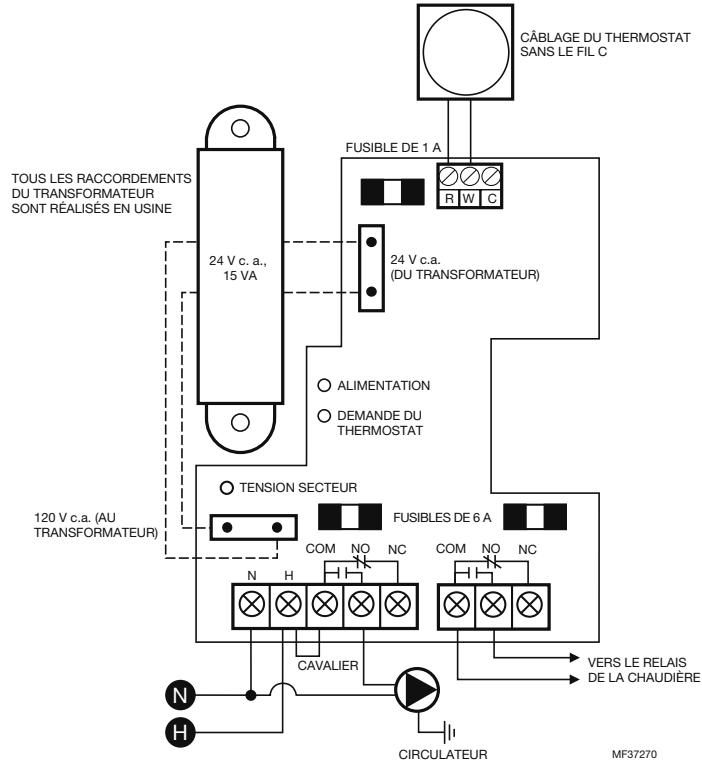 CÂBLAGE DU THERMOSTAT
SANS LE FIL C
FUSIBLE DE 1 A
TOUS LES RACCORDEMENTS
DU TRANSFORMATEUR
SONT RÉALISÉS EN USINE
R W C
24 V c. a.,
15 VA
24 V c.a.
(DU TRANSFORMATEUR)
ALIMENTATION
DEMANDE DU
THERMOSTAT
TENSION SECTEUR
120 V c.a. (AU
TRANSFORMATEUR)
FUSIBLES DE 6 A
COM NO NC
COM NO NC
N H
CAVALIER
VERS LE RELAIS
DE LA CHAUDIÈRE
N
H
CIRCULATEUR
MF37270